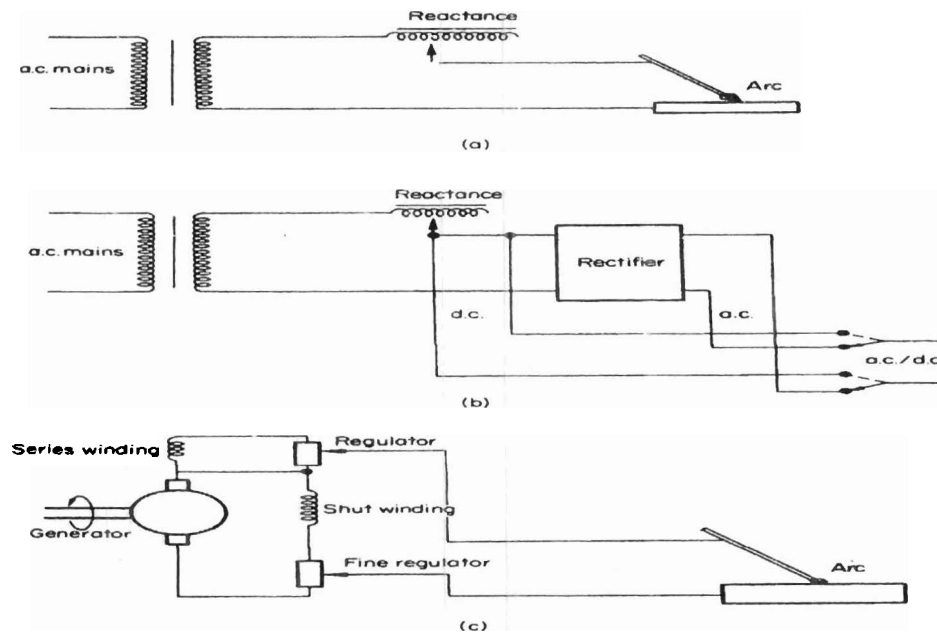 Reactance
a.c. mains
Arc
(a)
Reactance
a.c. mains
Rectifier
d.c.
a.c.
a.c./d.c
(b)
Series winding
Regulator
Shut winding
Generator
Fine regulator
Arc
(c)